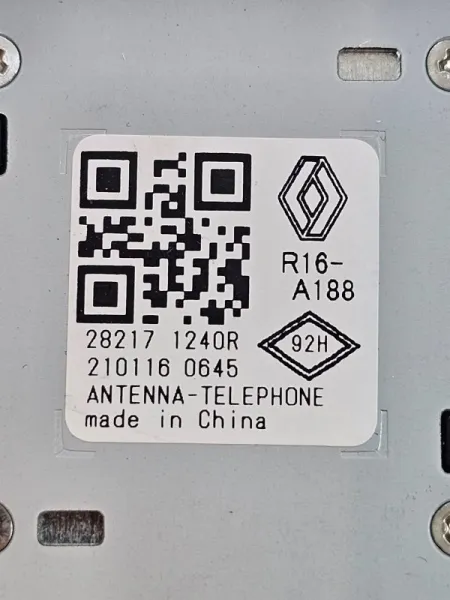 R16-
A188
28217 1240R
92H
210116 0645
ANTENNA-TELEPHONE
made in China